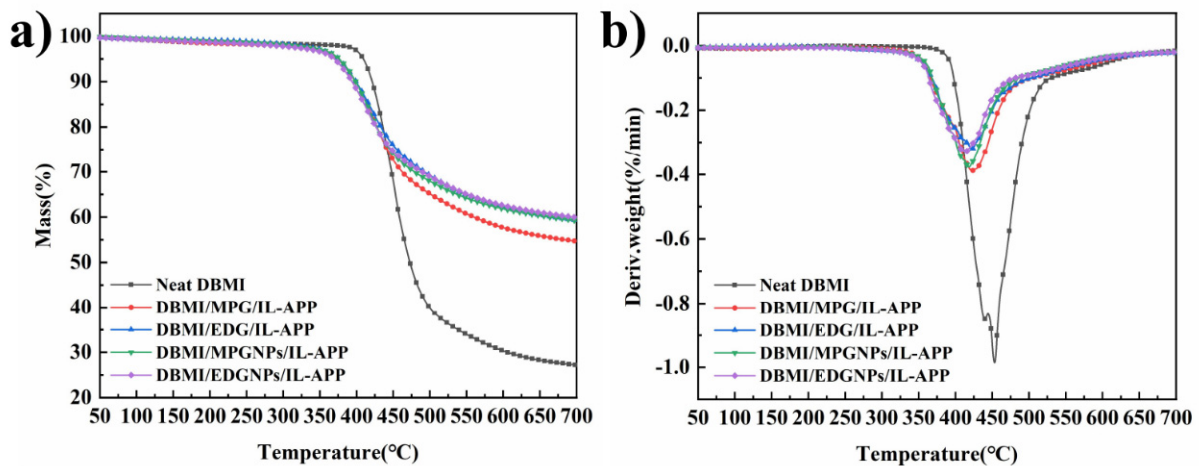 a)
100
90
80
70
60
50
40
30
20
Mass(%)
Neat DBMI
DBMI/MPG/IL-APP
DBMI/EDG/IL-APP
DBMI/MPGNPs/IL-APP
DBMI/EDGNPs/IL-APP
50 100 150 200 250 300 350 400 450 500 550 600 650 700
Temperature(℃)
b)
0.0
-0.2
-0.4
-0.6
-0.8
-1.0
Deriv.weight(%/min)
Neat DBMI
DBMI/MPG/IL-APP
DBMI/EDG/IL-APP
DBMI/MPGNPs/IL-APP
DBMI/EDGNPs/IL-APP
50 100 150 200 250 300 350 400 450 500 550 600 650 700
Temperature(℃)